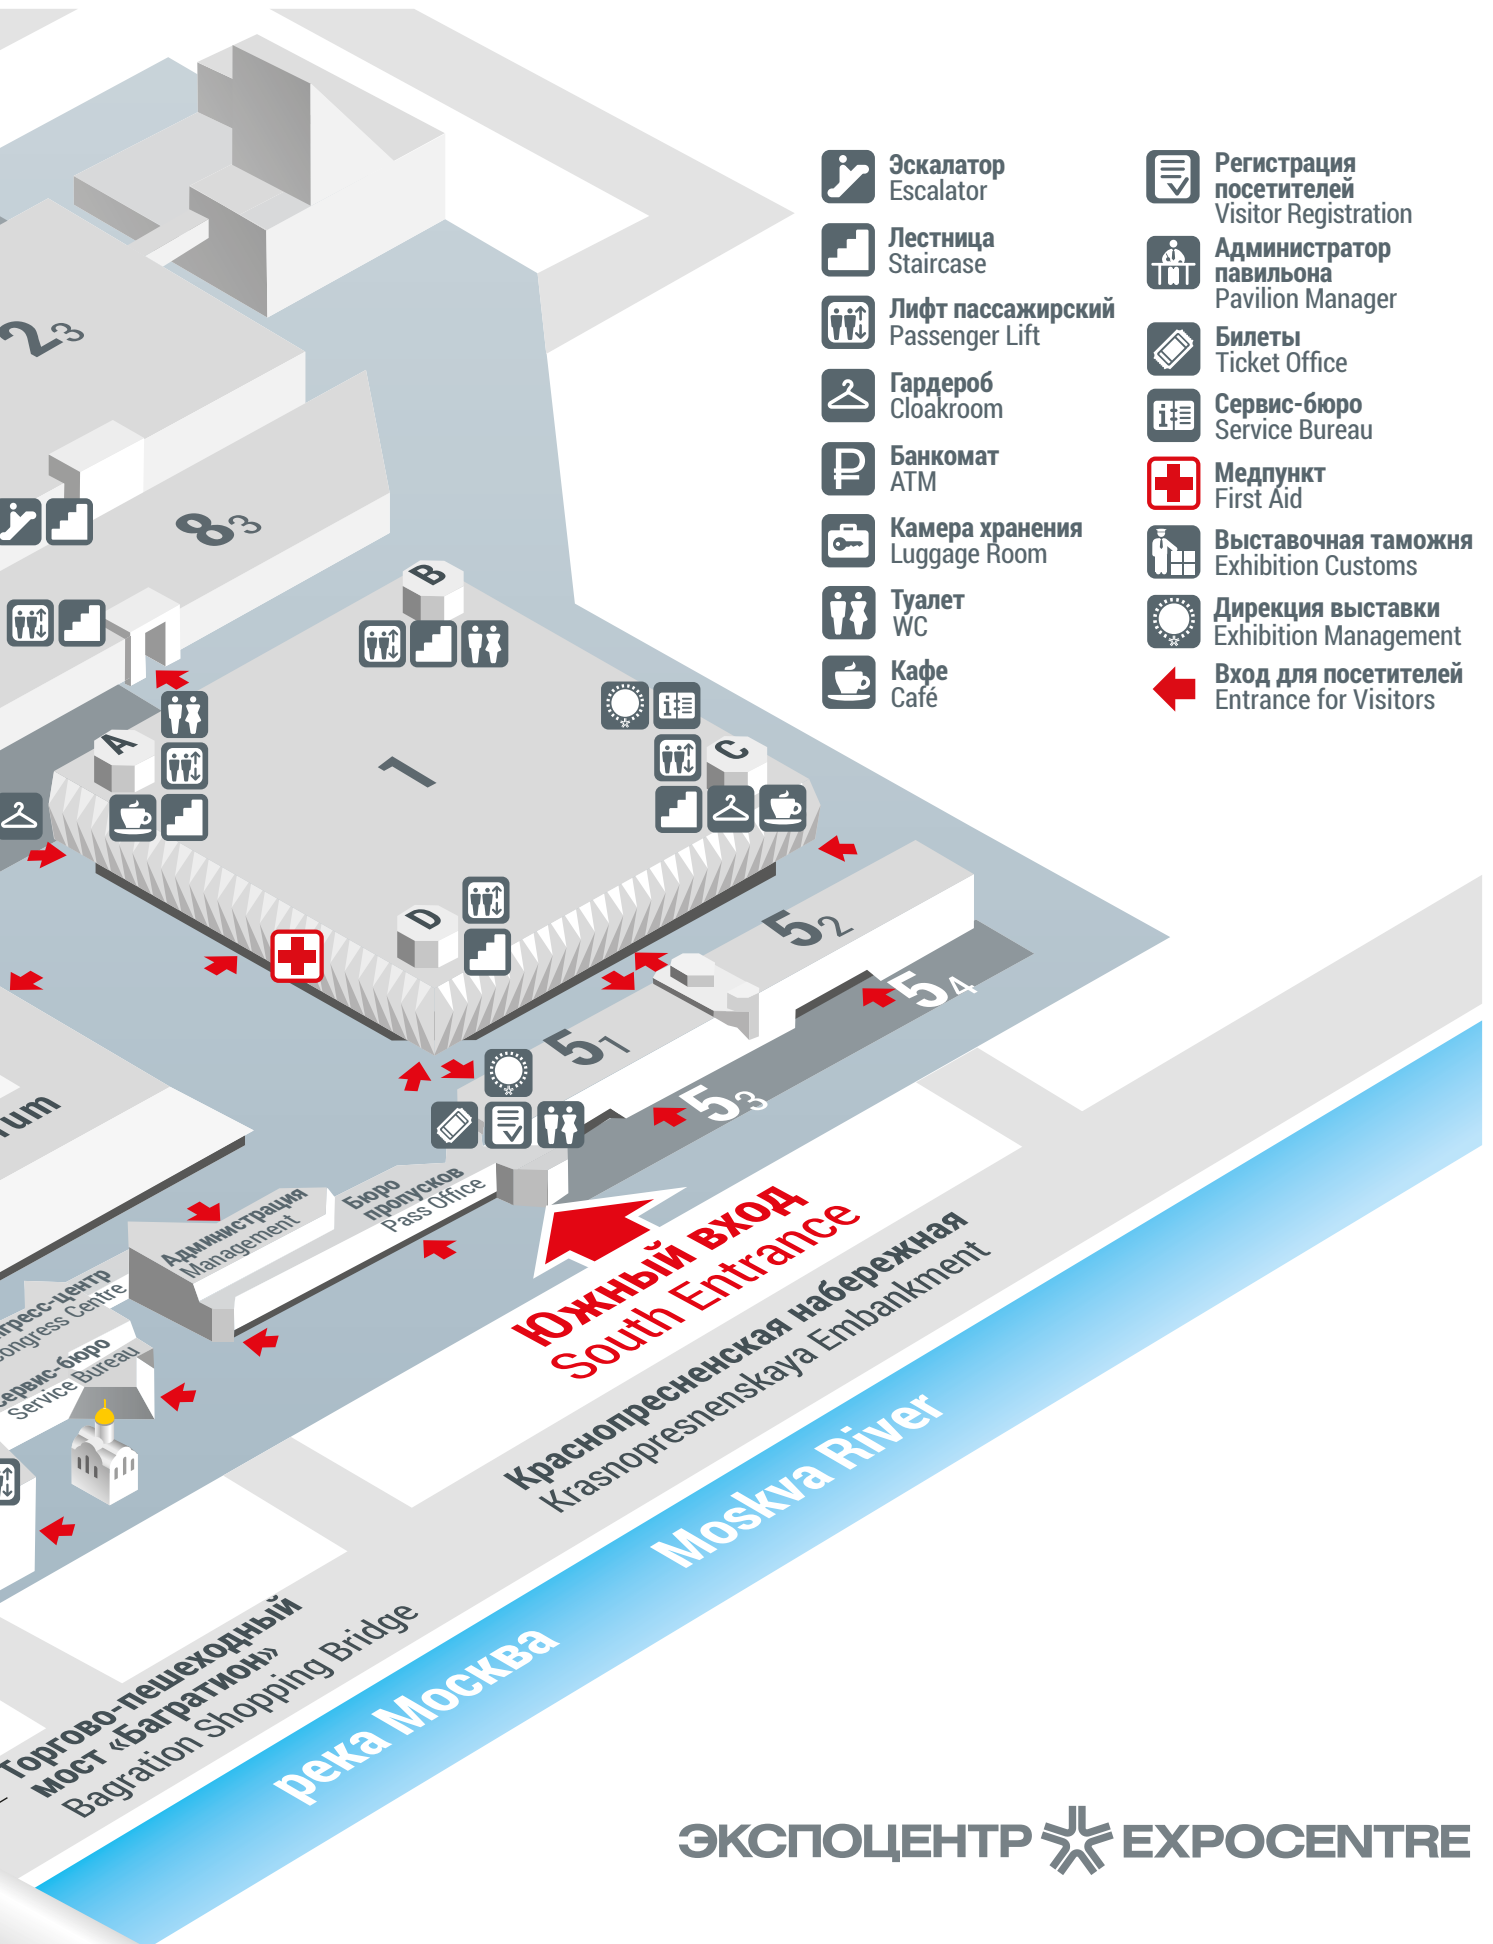 Эскалатор
Escalator
Лестница
Staircase
Лифт пассажирский
Passenger Lift
Гардероб
Cloakroom
Банкомат
ATM
Камера хранения
Luggage Room
Туалет
WC
Кафе
Café
Регистрация
посетителей
Visitor Registration
Администратор
павильона
Pavilion Manager
Билеты
Ticket Office
Сервис-бюро
Service Bureau
Медпункт
First Aid
Выставочная таможня
Exhibition Customs
Дирекция выставки
Exhibition Management
Вход для посетителей
Entrance for Visitors
2 3
8 3
B
A
1
C
D
5 2
5 4
5 1
5 3
Бюро
пропусков
Pass Office
Администрация
Management
нгресс-центр
Congress Centre
Сервис-бюро
Service Bureau
Южный вход
South Entrance
Краснопресненская набережная
Krasnopresnenskaya Embankment
Moskva River
река Москва
Торгово-пешеходный
мост «Багратион»
Bagration Shopping Bridge
ЭКСПОЦЕНТР EXPOCENTRE